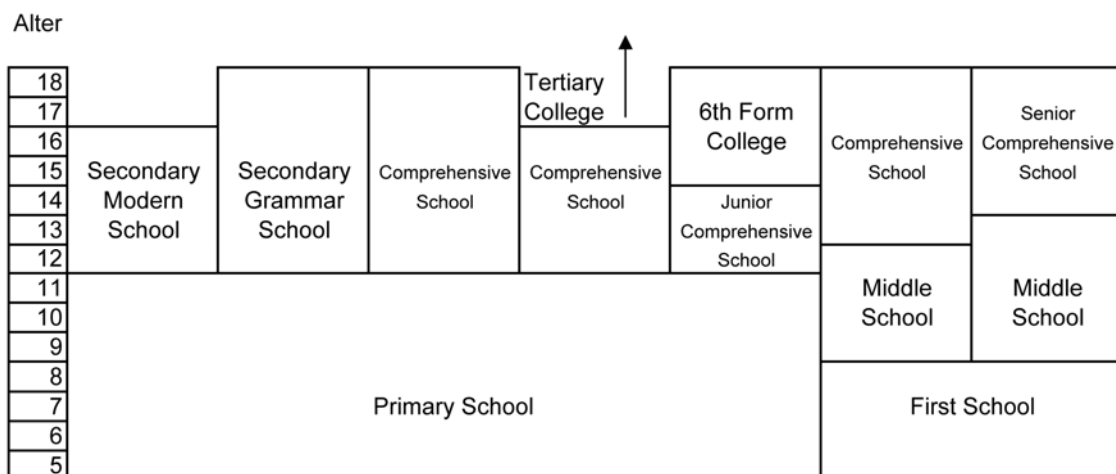 Alter
18
17
16
15
14
13
12
11
10
9
8
7
6
5
Secondary
Modern
School
Secondary
Grammar
School
Comprehensive
School
Tertiary
College
Comprehensive
School
6th Form
College
Junior
Comprehensive
School
Comprehensive
School
Middle
School
Senior
Comprehensive
School
Middle
School
Primary School
First School